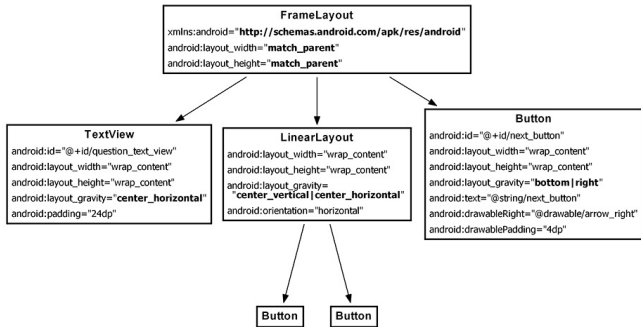 FrameLayout
xmlns:android="http://schemas.android.com/apk/res/android"
android:layout_width="match_parent"
android:layout_height="match_parent"
TextView
android:id="@+id/question_text_view"
android:layout_width="wrap_content"
android:layout_height="wrap_content"
android:layout_gravity="center_horizontal"
android:padding="24dp"
LinearLayout
android:layout_width="wrap_content"
android:layout_height="wrap_content"
android:layout_gravity=
"center_vertical|center_horizontal"
android:orientation="horizontal"
Button
android:id="@+id/next_button"
android:layout_width="wrap_content"
android:layout_height="wrap_content"
android:layout_gravity="bottom|right"
android:text="@string/next_button"
android:drawableRight="@drawable/arrow_right"
android:drawablePadding="4dp"
Button
Button